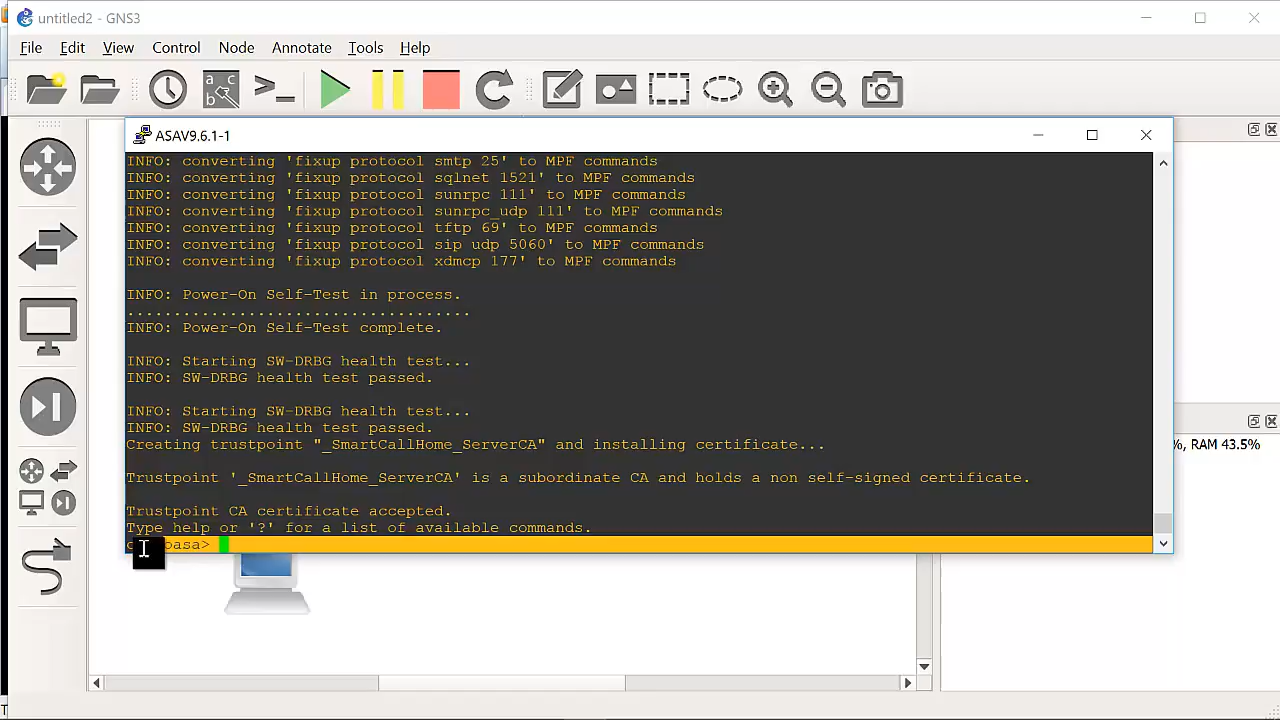 untitled2 - GNS3
File Edit View Control Node Annotate Tools Help
ASAV9.6.1-1
INFO: converting 'fixup protocol smtp 25' to MPF commands
INFO: converting 'fixup protocol sqlnet 1521' to MPF commands
INFO: converting 'fixup protocol sunrpc 111' to MPF commands
INFO: converting 'fixup protocol sunrpc_udp 111' to MPF commands
INFO: converting 'fixup protocol tftp 69' to MPF commands
INFO: converting 'fixup protocol sip udp 5060' to MPF commands
INFO: converting 'fixup protocol xdmcp 177' to MPF commands
INFO: Power-On Self-Test in process.
.....................................
INFO: Power-On Self-Test complete.
INFO: Starting SW-DRBG health test...
INFO: SW-DRBG health test passed.
INFO: Starting SW-DRBG health test...
INFO: SW-DRBG health test passed.
Creating trustpoint "_SmartCallHome_ServerCA" and installing certificate...
Trustpoint '_SmartCallHome_ServerCA' is a subordinate CA and holds a non self-signed certificate.
Trustpoint CA certificate accepted.
Type help or '?' for a list of available commands.
%, RAM 43.5%